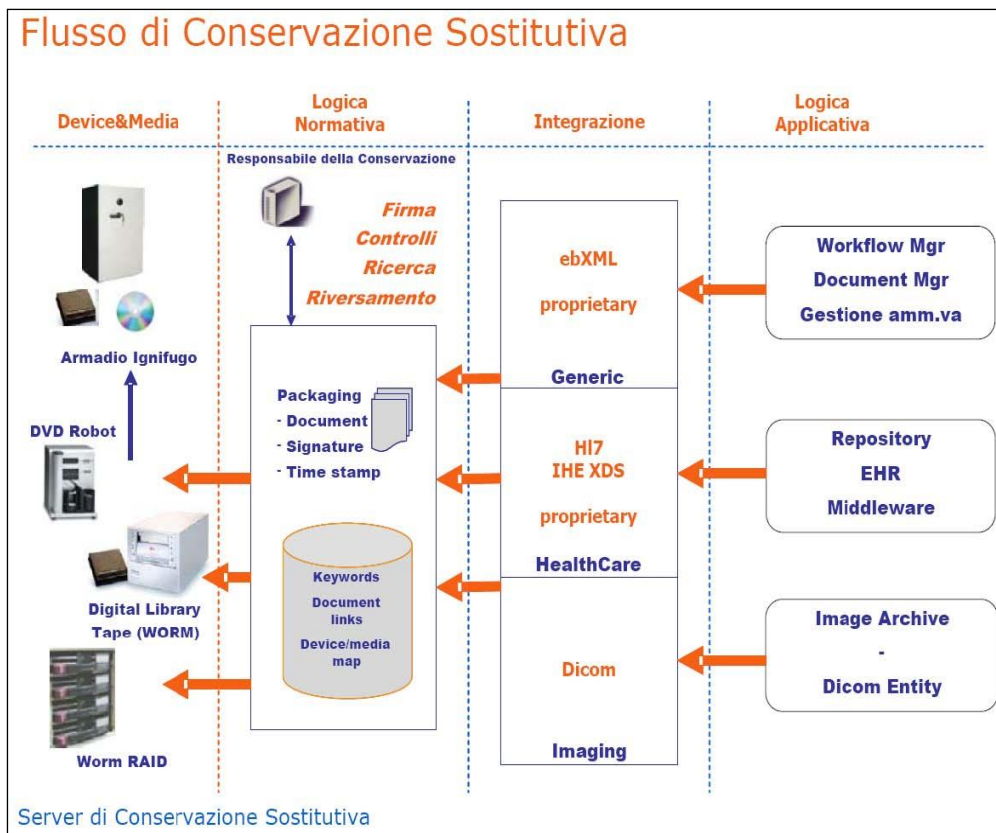 Flusso di Conservazione Sostitutiva
Device&Media
Logica
Normativa
Integrazione
Logica
Applicativa
Responsabile della Conservazione
Firma
Controlli
Ricerca
Riversamento
Armadio Ignifugo
DVD Robot
Digital Library
Tape (WORM)
Worm RAID
Packaging
- Document
- Signature
- Time stamp
Keywords
Document
links
Device/media
map
ebXML
proprietary
Generic
Hl7
IHE XDS
proprietary
HealthCare
Dicom
Imaging
Workflow Mgr
Document Mgr
Gestione amm.va
Repository
EHR
Middleware
Image Archive
-
Dicom Entity
Server di Conservazione Sostitutiva